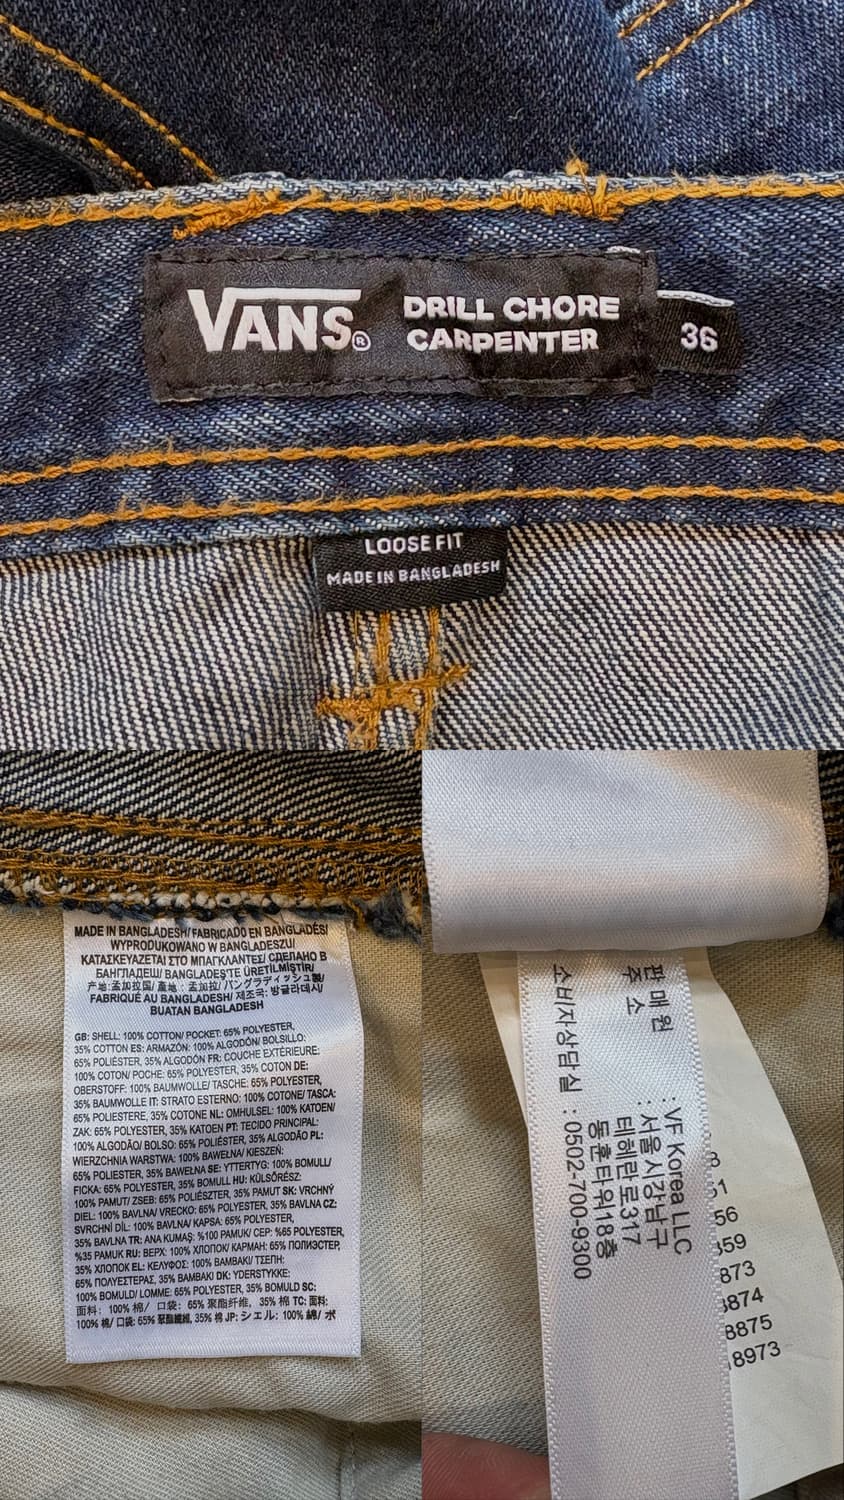 VANS®
DRILL CHORE
CARPENTER
36
LOOSE FIT
MADE IN BANGLADESH
MADE IN BANGLADESH/ FABRICADO EN BANGLADÉS/
WYPRODUKOWANO W BANGLADESZU/
ΚΑΤΑΣΚΕΥΑΖΕΤΑΙ ΣΤΟ ΜΠΑΓΚΛΑΝΤΕΣ/ СДЕЛАНО В
БАНГЛАДЕШ/ BANGLADEŞ'TE ÜRETİLMİŞTİR/
产地:孟加拉国/ 產地：孟加拉/ バングラディッシュ製/
FABRIQUÉ AU BANGLADESH/ 제조국: 방글라데시/
BUATAN BANGLADESH
GB: SHELL: 100% COTTON/ POCKET: 65% POLYESTER,
35% COTTON ES: ARMAZÓN: 100% ALGODÓN/ BOLSILLO:
65% POLIÉSTER, 35% ALGODÓN FR: COUCHE EXTÉRIEURE:
100% COTON/ POCHE: 65% POLYESTER, 35% COTON DE:
OBERSTOFF: 100% BAUMWOLLE/ TASCHE: 65% POLYESTER,
35% BAUMWOLLE IT: STRATO ESTERNO: 100% COTONE/ TASCA:
65% POLIESTERE, 35% COTONE NL: OMHULSEL: 100% KATOEN/
ZAK: 65% POLYESTER, 35% KATOEN PT: TECIDO PRINCIPAL:
100% ALGODÃO/ BOLSO: 65% POLIÉSTER, 35% ALGODÃO PL:
WIERZCHNIA WARSTWA: 100% BAWEŁNA/ KIESZEŃ:
65% POLIESTER, 35% BAWEŁNA SE: YTTERTYG: 100% BOMULL/
FICKA: 65% POLYESTER, 35% BOMULL HU: KÜLSŐRÉSZ:
100% PAMUT/ ZSEB: 65% POLIÉSZTER, 35% PAMUT SK: VRCHNÝ
DIEL: 100% BAVLNA/ VRECKO: 65% POLYESTER, 35% BAVLNA CZ:
SVRCHNÍ DÍL: 100% BAVLNA/ KAPSA: 65% POLYESTER,
35% BAVLNA TR: ANA KUMAŞ: %100 PAMUK/ CEP: %65 POLYESTER,
%35 PAMUK RU: ВЕРХ: 100% ХЛОПОК/ КАРМАН: 65% ПОЛИЭСТЕР,
35% ХЛОПОК EL: ΚΕΛΥΦΟΣ: 100% ΒΑΜΒΑΚΙ/ ΤΣΕΠΗ:
65% ΠΟΛΥΕΣΤΕΡΑΣ, 35% ΒΑΜΒΑΚΙ DK: YDERSTYKKE:
100% BOMULD/ LOMME: 65% POLYESTER, 35% BOMULD SC:
面料：100% 棉/ 口袋：65% 聚酯纤维，35% 棉 TC: 面料:
100% 棉/ 口袋: 65% 聚酯纖維, 35% 棉 JP: シェル：100% 綿/ ポ
판매원 : VF Korea LLC
주소 : 서울시강남구
테헤란로317
동훈타워18층
소비자상담실 : 0502-700-9300
3
51
56
359
873
3874
8875
18973